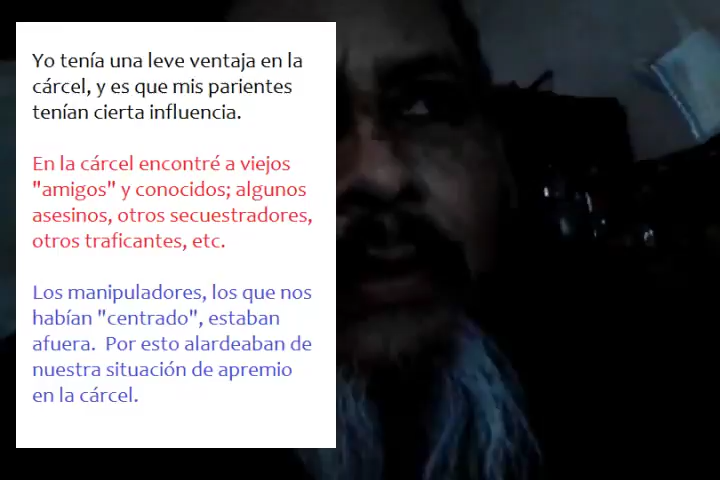 Yo tenía una leve ventaja en la
cárcel, y es que mis parientes
tenían cierta influencia.
En la cárcel encontré a viejos
"amigos" y conocidos; algunos
asesinos, otros secuestradores,
otros traficantes, etc.
Los manipuladores, los que nos
habían "centrado", estaban
afuera.  Por esto alardeaban de
nuestra situación de apremio
en la cárcel.